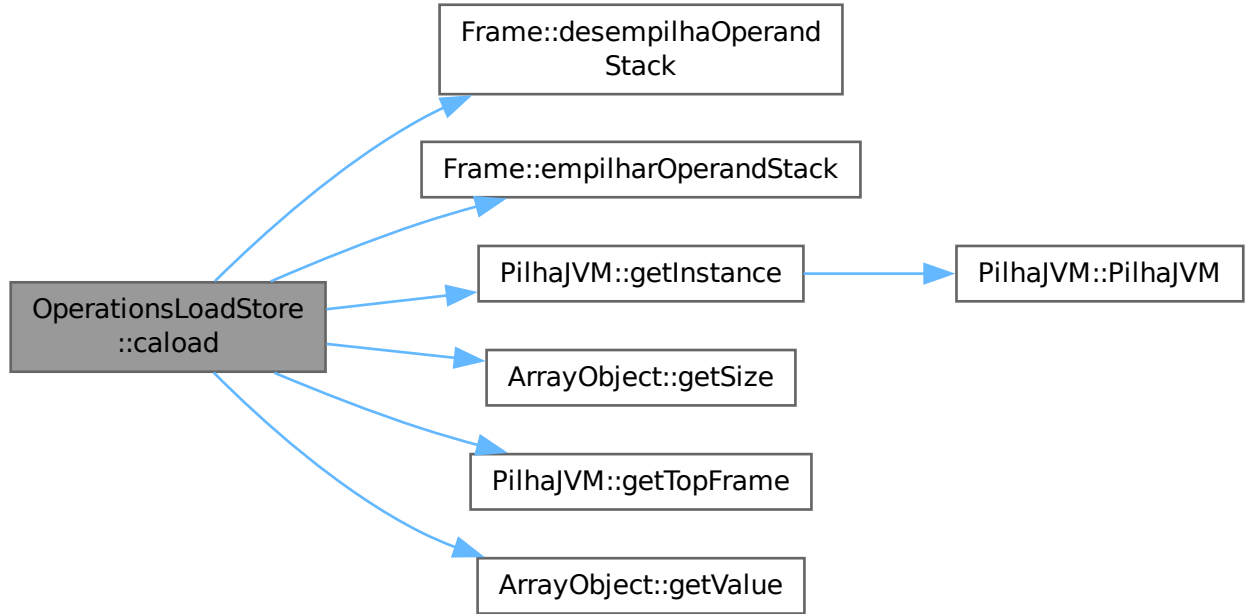 Frame::desempilhaOperand
Stack
Frame::empilharOperandStack
PilhaJVM::getInstance
PilhaJVM::PilhaJVM
OperationsLoadStore
::caload
ArrayObject::getSize
PilhaJVM::getTopFrame
ArrayObject::getValue